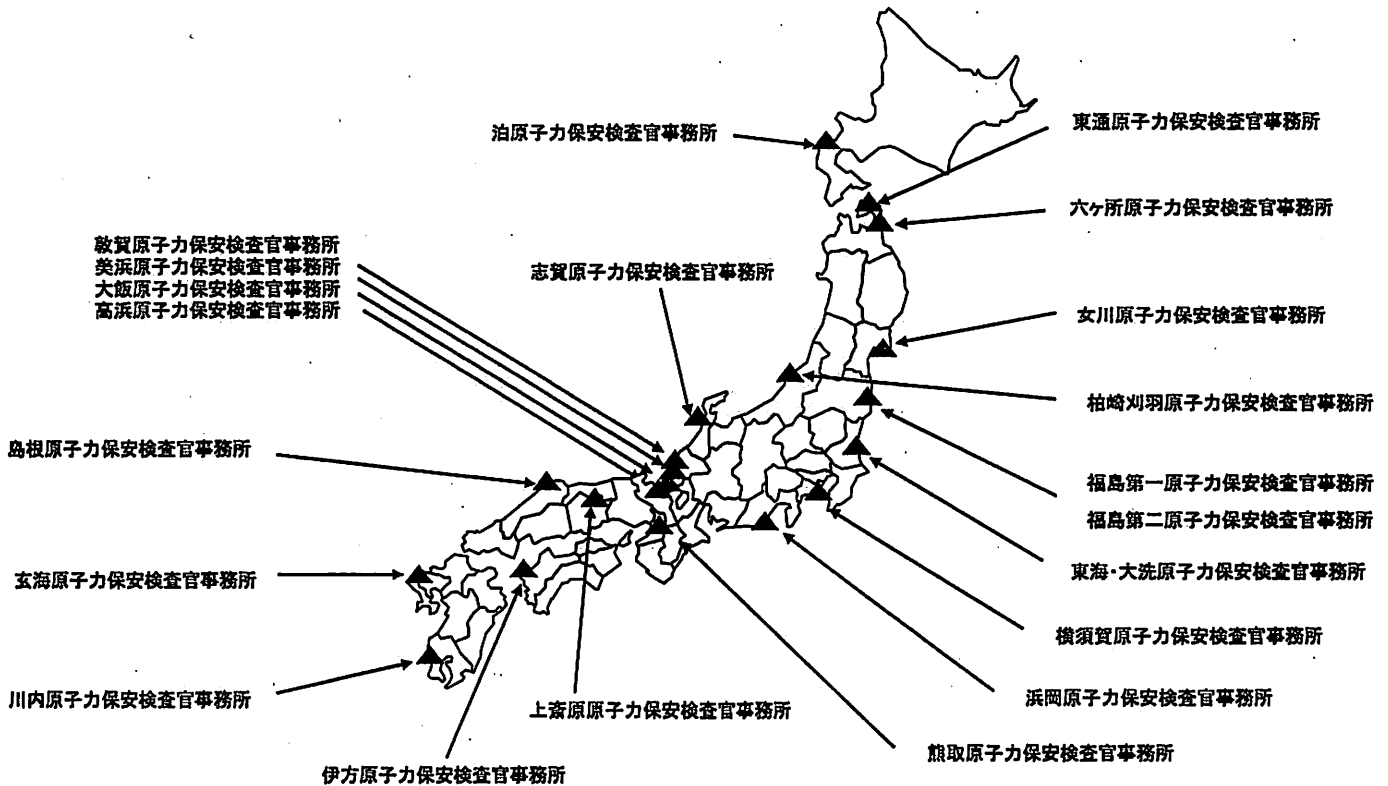 泊原子力保安検査官事務所
東通原子力保安検査官事務所
六ヶ所原子力保安検査官事務所
敦賀原子力保安検査官事務所
美浜原子力保安検査官事務所
大飯原子力保安検査官事務所
高浜原子力保安検査官事務所
志賀原子力保安検査官事務所
女川原子力保安検査官事務所
柏崎刈羽原子力保安検査官事務所
島根原子力保安検査官事務所
福島第一原子力保安検査官事務所
福島第二原子力保安検査官事務所
玄海原子力保安検査官事務所
東海・大洗原子力保安検査官事務所
横須賀原子力保安検査官事務所
川内原子力保安検査官事務所
浜岡原子力保安検査官事務所
上斎原原子力保安検査官事務所
熊取原子力保安検査官事務所
伊方原子力保安検査官事務所